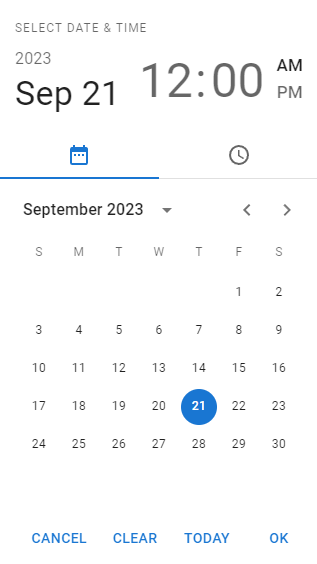 SELECT DATE & TIME
2023
Sep 21
12:00
AM
PM
September 2023
S M T W T F S
1 2
3 4 5 6 7 8 9
10 11 12 13 14 15 16
17 18 19 20 21 22 23
24 25 26 27 28 29 30
CANCEL CLEAR TODAY OK